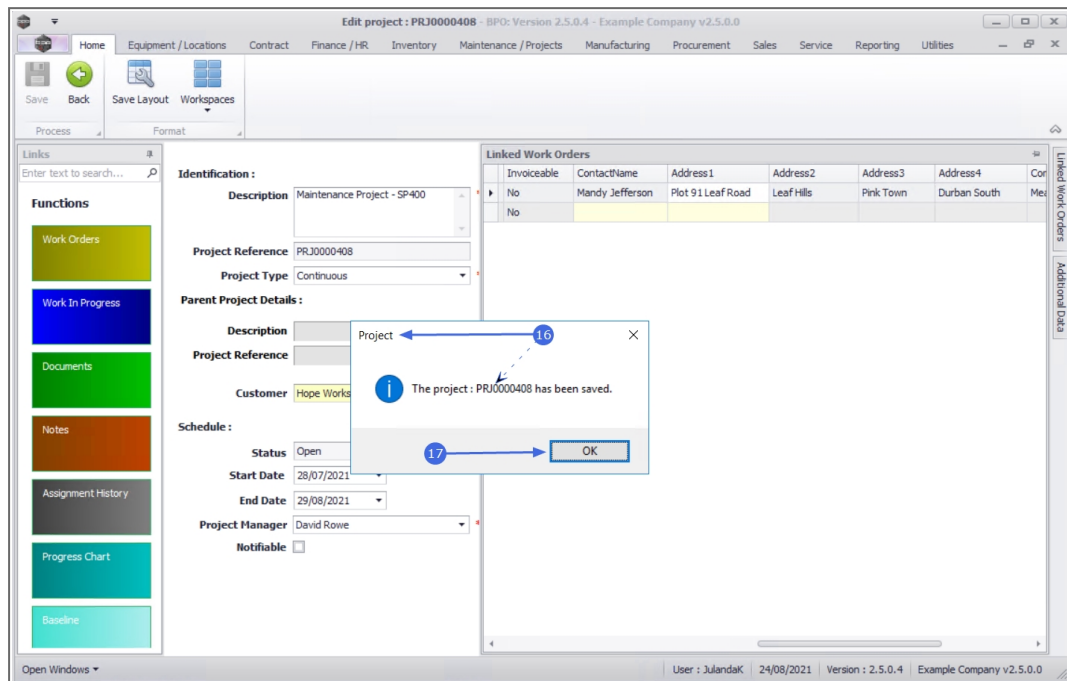 Edit project : PRJ0000408 - BPO: Version 2.5.0.4 - Example Company v2.5.0.0
Home Equipment / Locations Contract Finance / HR Inventory Maintenance / Projects Manufacturing Procurement Sales Service Reporting Utilities
Save Back Save Layout Workspaces
Process Format
Links
Enter text to search...
Functions
Work Orders
Work In Progress
Documents
Notes
Assignment History
Progress Chart
Baseline
Identification :
Description Maintenance Project - SP400 *
Project Reference PRJ0000408
Project Type Continuous *
Parent Project Details :
Description
Project Reference
Customer Hope Works
Schedule :
Status Open
Start Date 28/07/2021
End Date 29/08/2021
Project Manager David Rowe *
Notifiable
Linked Work Orders
Invoiceable ContactName Address1 Address2 Address3 Address4 Cor
No Mandy Jefferson Plot 91 Leaf Road Leaf Hills Pink Town Durban South Mea
No
Linked Work Orders
Additional Data
Project 16
i The project : PRJ0000408 has been saved.
17 OK
Open Windows User : JulandaK 24/08/2021 Version : 2.5.0.4 Example Company v2.5.0.0